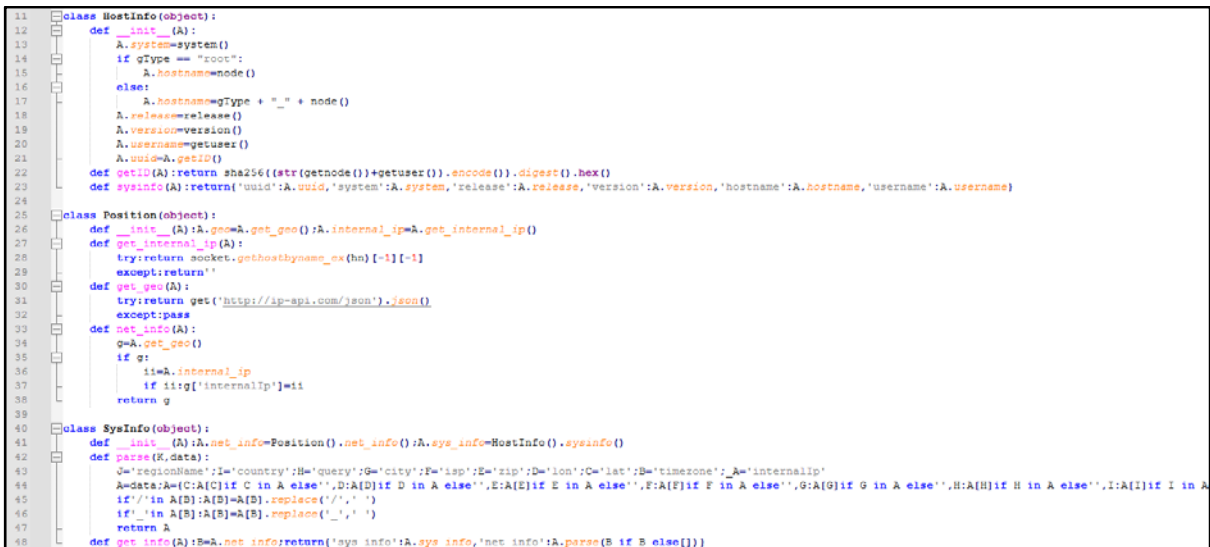 11 class HostInfo(object):
12 def __init__(A):
13 A.system=system()
14 if gType == "root":
15 A.hostname=node()
16 else:
17 A.hostname=gType + "_" + node()
18 A.release=release()
19 A.version=version()
20 A.username=getuser()
21 A.uuid=A.getID()
22 def getID(A):return sha256((str(getnode())+getuser()).encode()).digest().hex()
23 def sysinfo(A):return{'uuid':A.uuid,'system':A.system,'release':A.release,'version':A.version,'hostname':A.hostname,'username':A.username}
24
25 class Position(object):
26 def __init__(A):A.geo=A.get_geo();A.internal_ip=A.get_internal_ip()
27 def get_internal_ip(A):
28 try:return socket.gethostbyname_ex(hn)[-1][-1]
29 except:return''
30 def get_geo(A):
31 try:return get('http://ip-api.com/json').json()
32 except:pass
33 def net_info(A):
34 g=A.get_geo()
35 if g:
36 ii=A.internal_ip
37 if ii:g['internalIp']=ii
38 return g
39
40 class SysInfo(object):
41 def __init__(A):A.net_info=Position().net_info();A.sys_info=HostInfo().sysinfo()
42 def parse(K,data):
43 J='regionName';I='country';H='query';G='city';F='isp';E='zip';D='lon';C='lat';B='timezone';_A='internalIp'
44 A=data;A={C:A[C]if C in A else'',D:A[D]if D in A else'',E:A[E]if E in A else'',F:A[F]if F in A else'',G:A[G]if G in A else'',H:A[H]if H in A else'',I:A[I]if I in A
45 if'/'in A[B]:A[B]=A[B].replace('/',' ')
46 if'_'in A[B]:A[B]=A[B].replace('_',' ')
47 return A
48 def get_info(A):B=A.net_info;return{'sys_info':A.sys_info,'net_info':A.parse(B if B else[])}